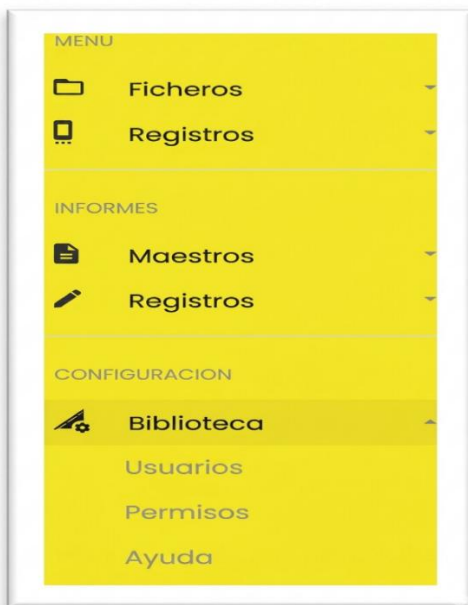 MENU
Ficheros
Registros
INFORMES
Maestros
Registros
CONFIGURACION
Biblioteca
Usuarios
Permisos
Ayuda